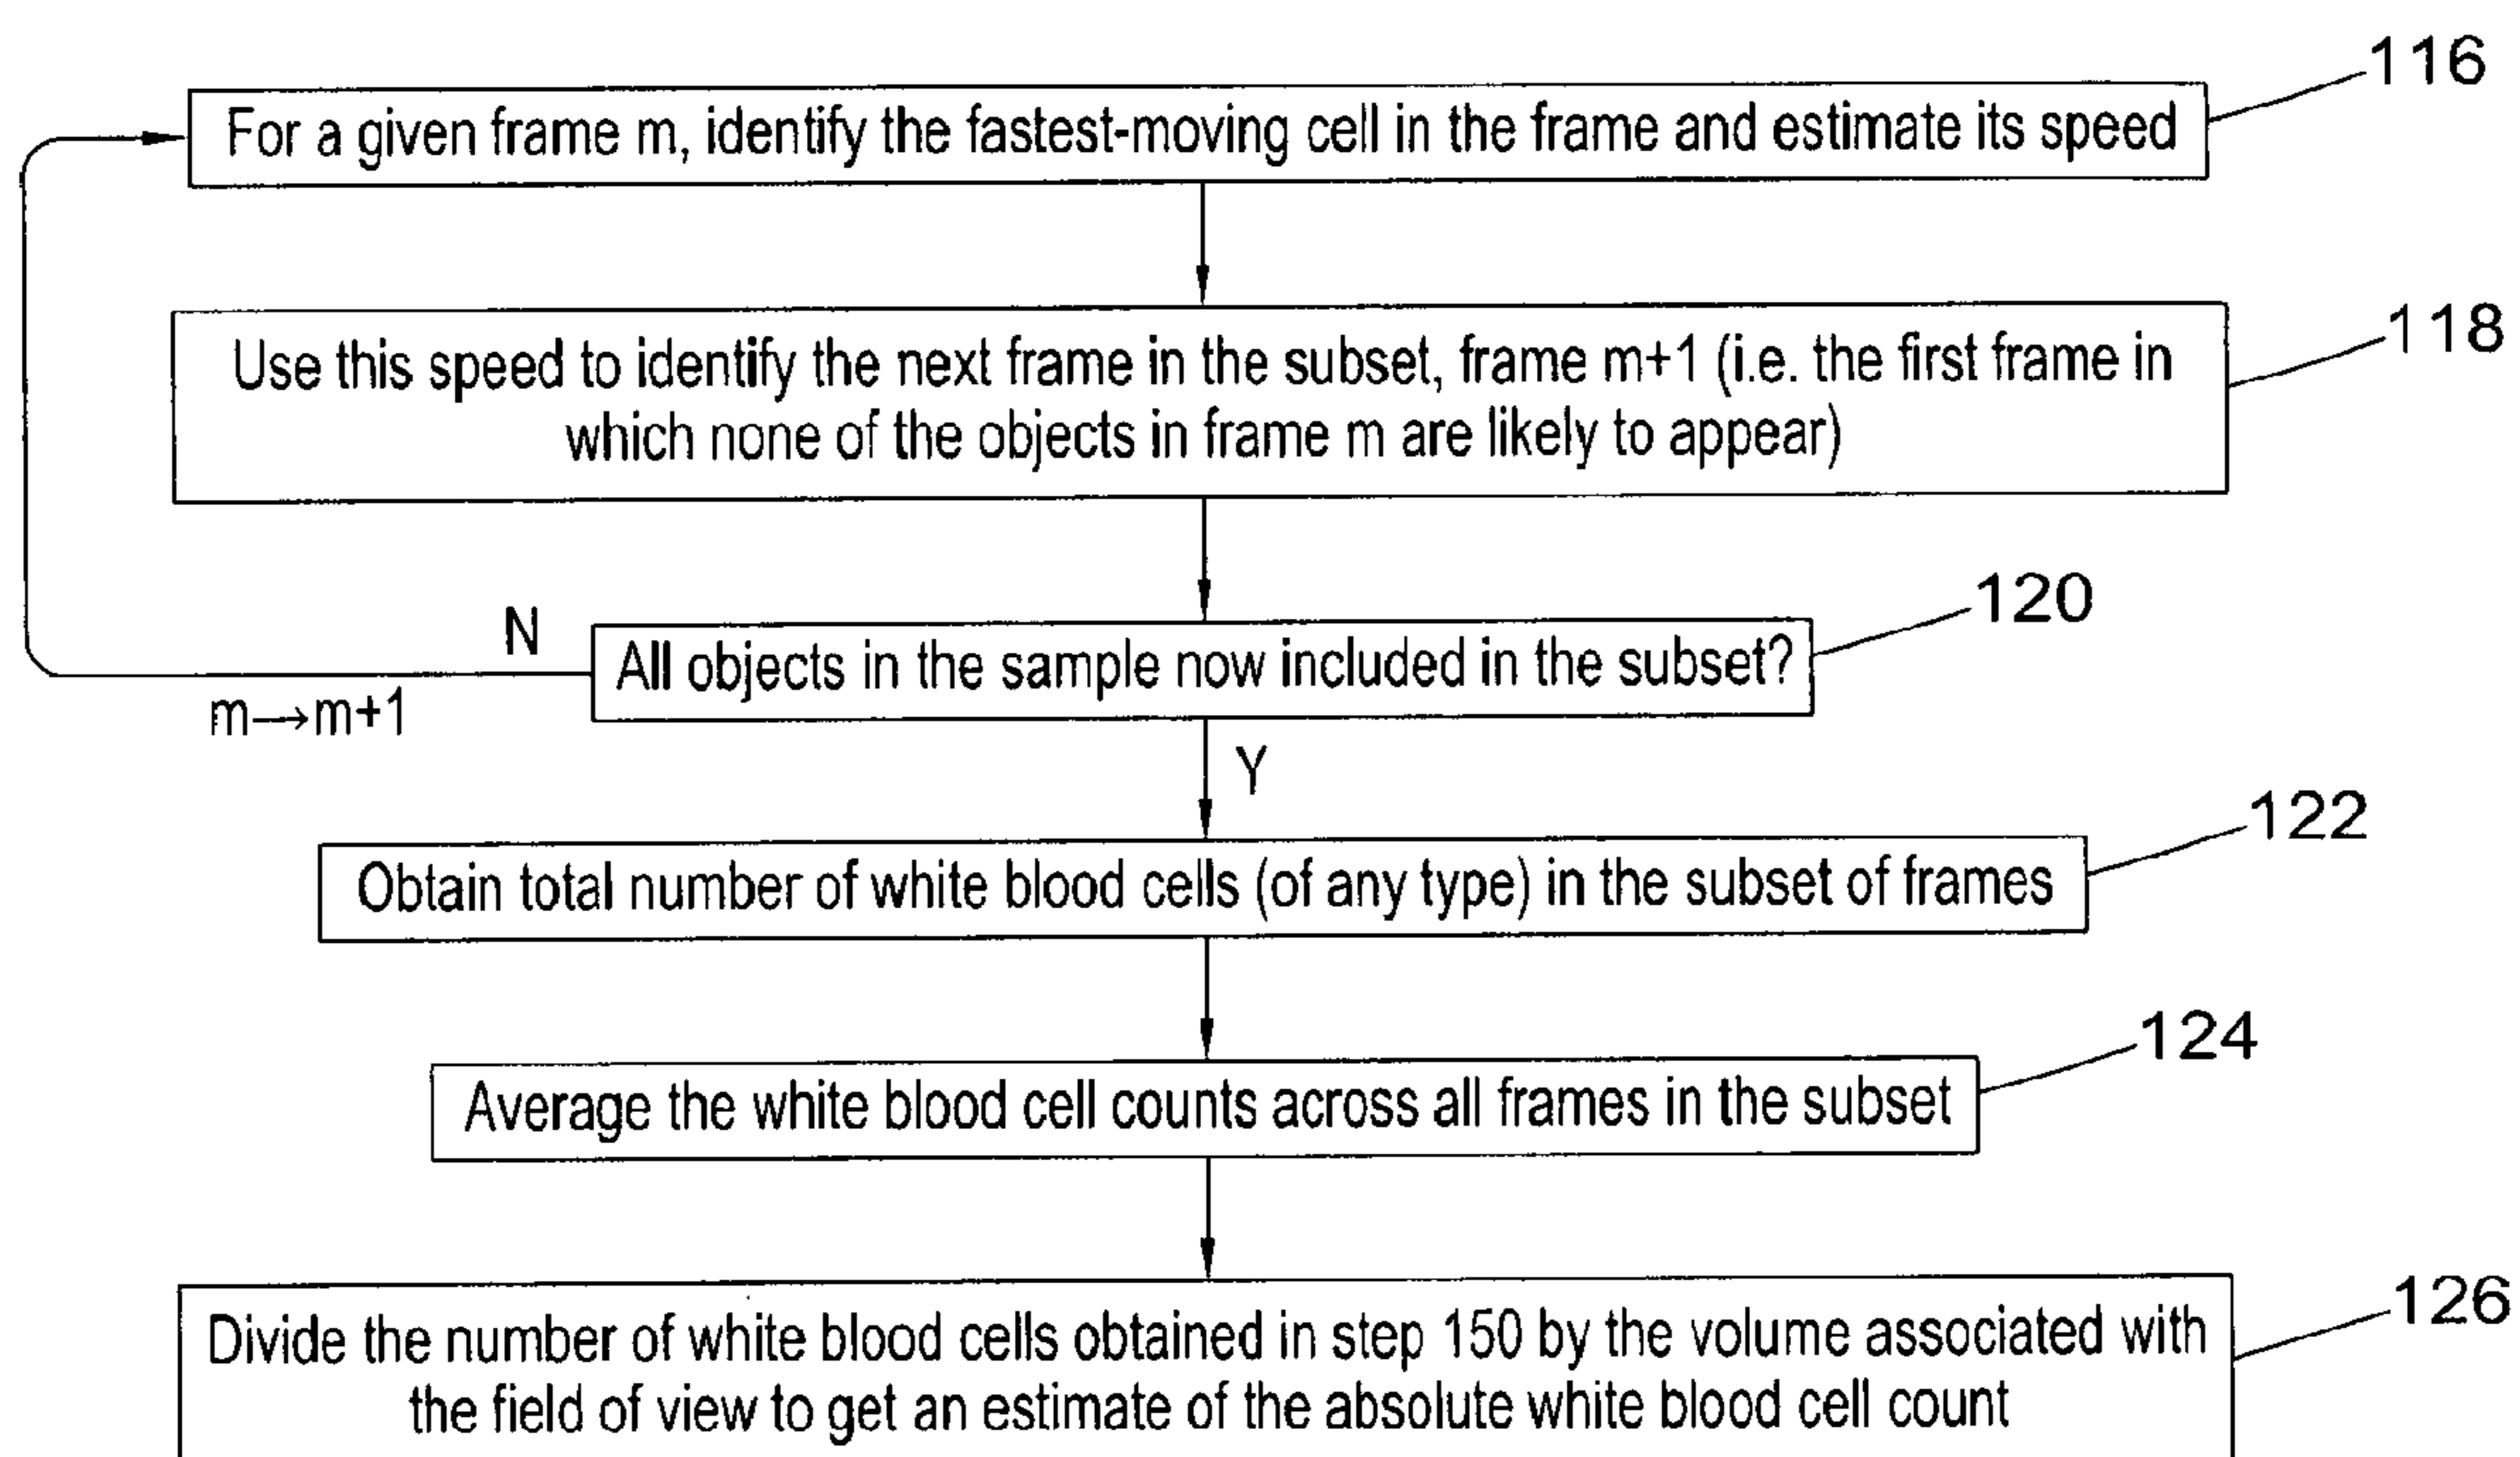 116
For a given frame m, identify the fastest-moving cell in the frame and estimate its speed
118
Use this speed to identify the next frame in the subset, frame m+1 (i.e. the first frame in
which none of the objects in frame m are likely to appear)
120
N
All objects in the sample now included in the subset?
m→m+1
Y
122
Obtain total number of white blood cells (of any type) in the subset of frames
124
Average the white blood cell counts across all frames in the subset
126
Divide the number of white blood cells obtained in step 150 by the volume associated with
the field of view to get an estimate of the absolute white blood cell count